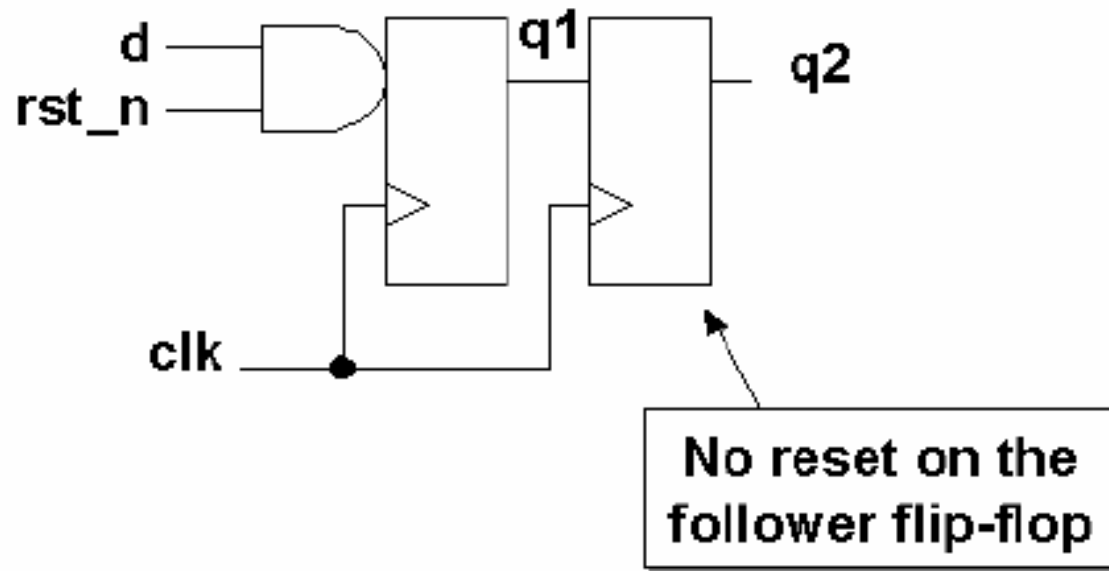 d
rst_n
q1
q2
clk
No reset on the
follower flip-flop